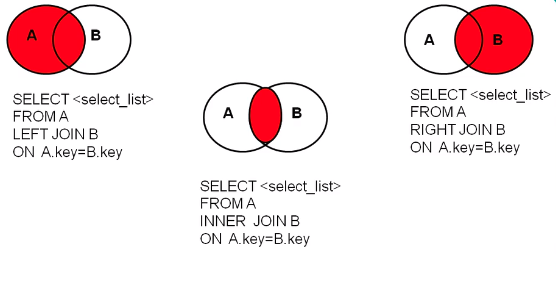 A B
SELECT <select_list>
FROM A
LEFT JOIN B
ON A.key=B.key
A B
SELECT <select_list>
FROM A
INNER JOIN B
ON A.key=B.key
A B
SELECT <select_list>
FROM A
RIGHT JOIN B
ON A.key=B.key